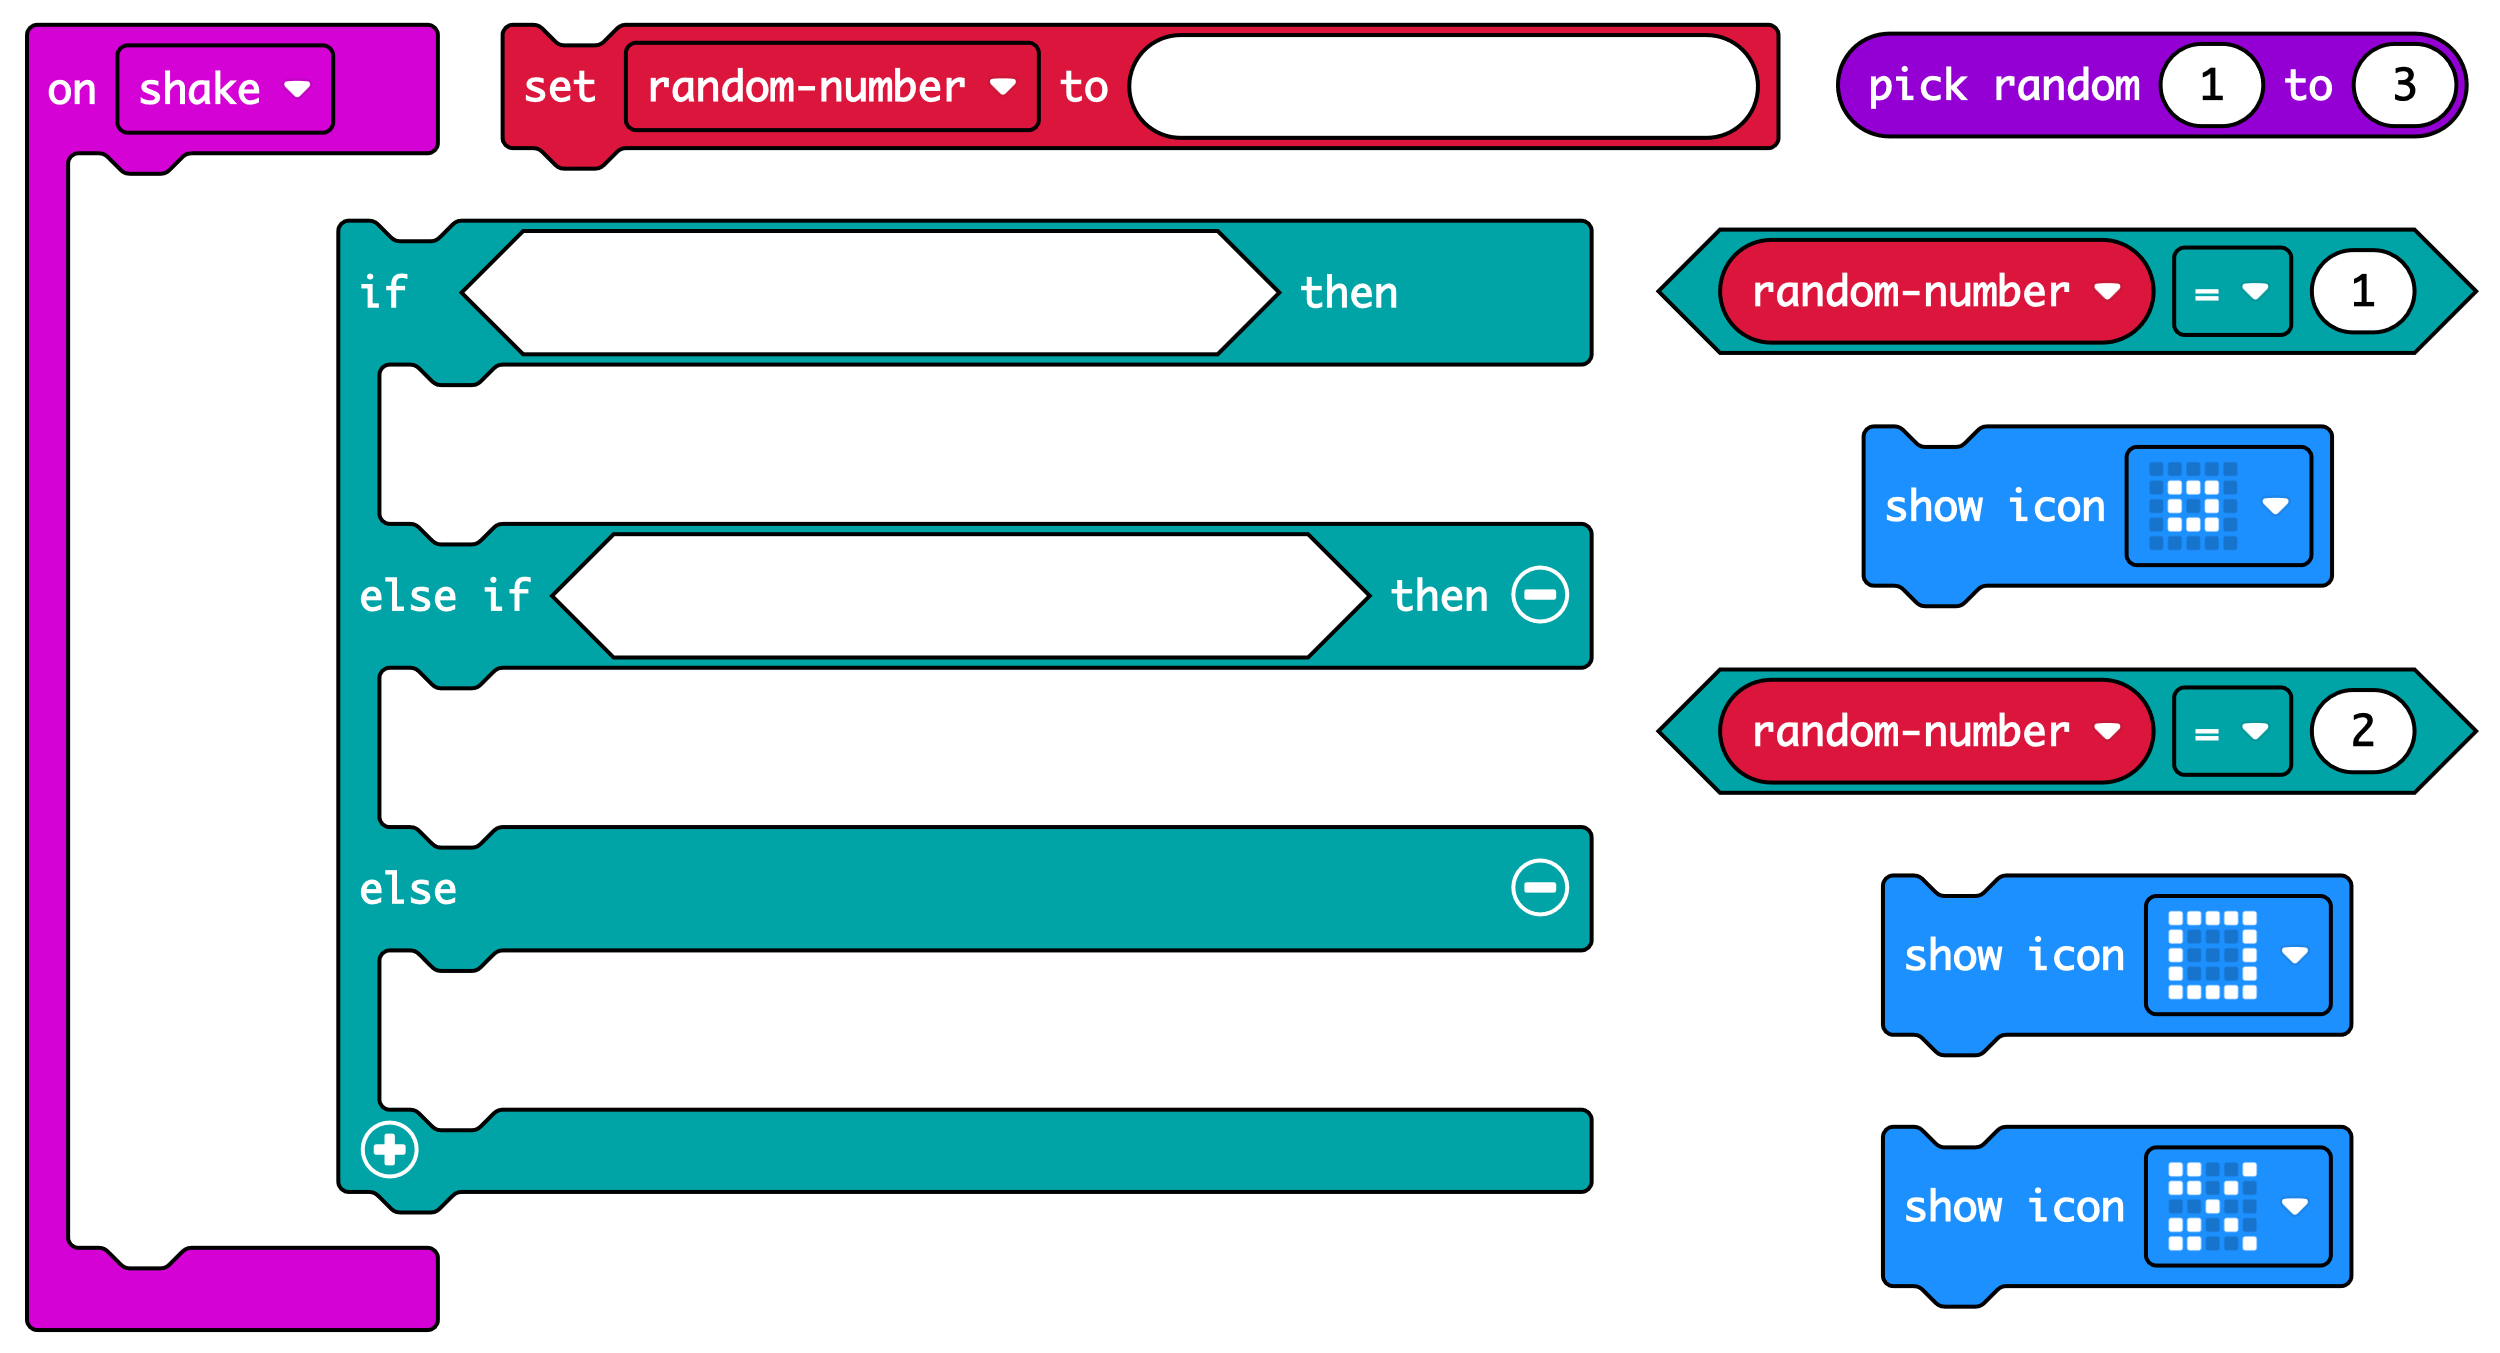 on shake
set random-number to
pick random 1 to 3
if then
random-number = 1
show icon
else if then
random-number = 2
else
show icon
show icon